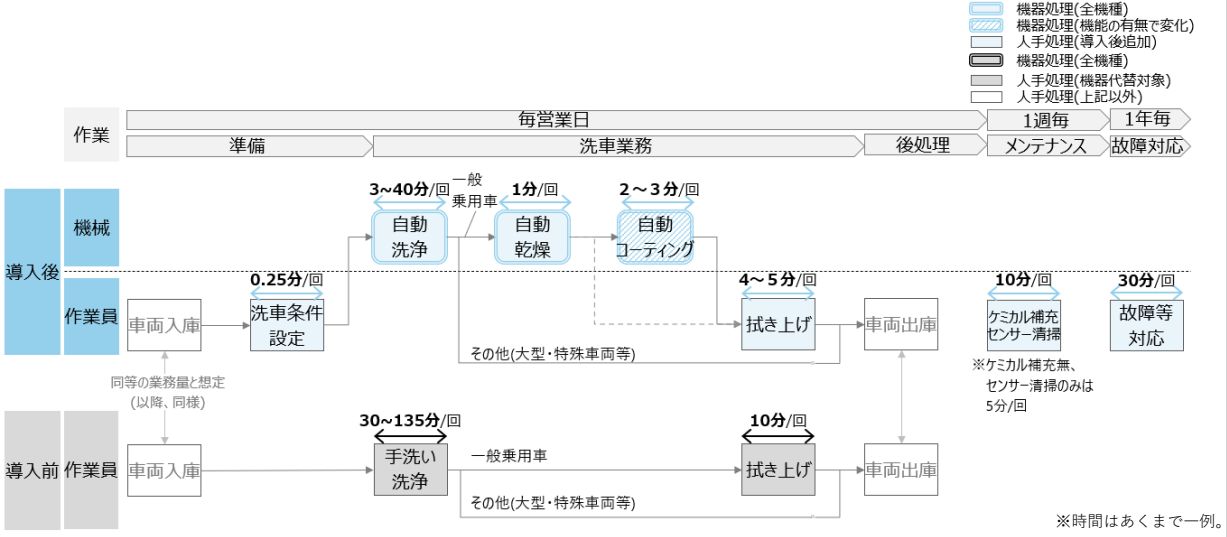 機器処理(全機種)
機器処理(機能の有無で変化)
人手処理(導入後追加)
機器処理(全機種)
人手処理(機器代替対象)
人手処理(上記以外)
作業
毎営業日
1週毎
1年毎
準備
洗車業務
後処理
メンテナンス
故障対応
導入後
機械
3~40分/回
一般
乗用車
1分/回
2～3分/回
自動
洗浄
自動
乾燥
自動
コーティング
作業員
0.25分/回
4～5分/回
10分/回
30分/回
車両入庫
洗車条件
設定
拭き上げ
車両出庫
ケミカル補充
センサー清掃
故障等
対応
その他(大型・特殊車両等)
※ケミカル補充無、
センサー清掃のみは
5分/回
同等の業務量と想定
(以降、同様)
導入前
作業員
30~135分/回
10分/回
車両入庫
手洗い
洗浄
一般乗用車
拭き上げ
車両出庫
その他(大型・特殊車両等)
※時間はあくまで一例。